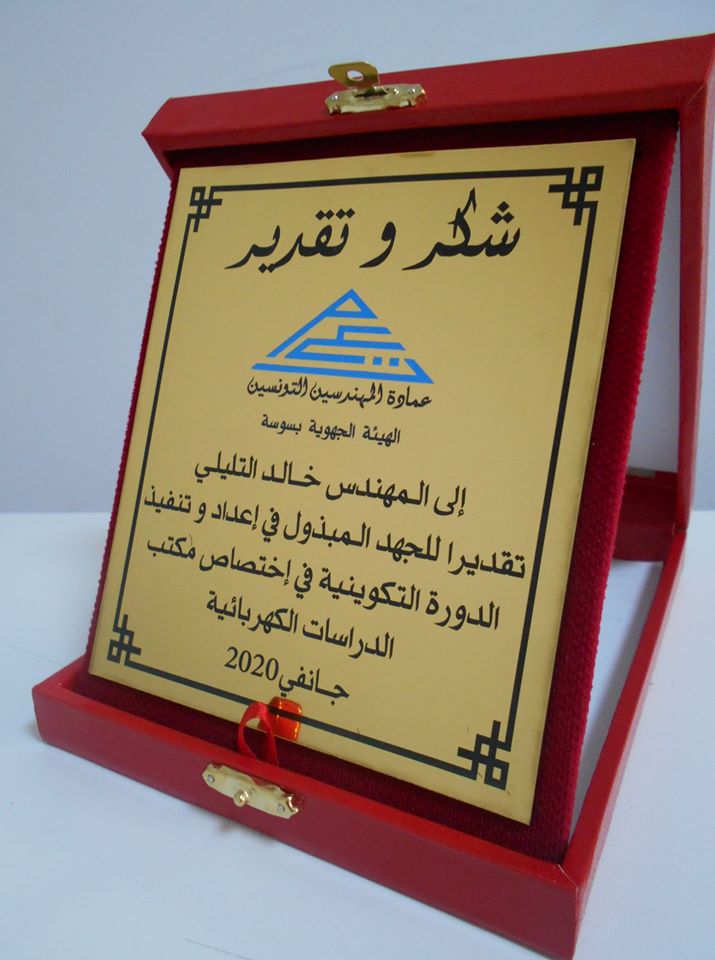 شكر و تقدير
عمادة المهندسين التونسين
الهيئة الجهوية بسوسة
إلى المهندس خالد التليلي
تقديرا للجهد المبذول في إعداد و تنفيذ
الدورة التكوينية في إختصاص مكتب
الدراسات الكهربائية
جانفي 2020